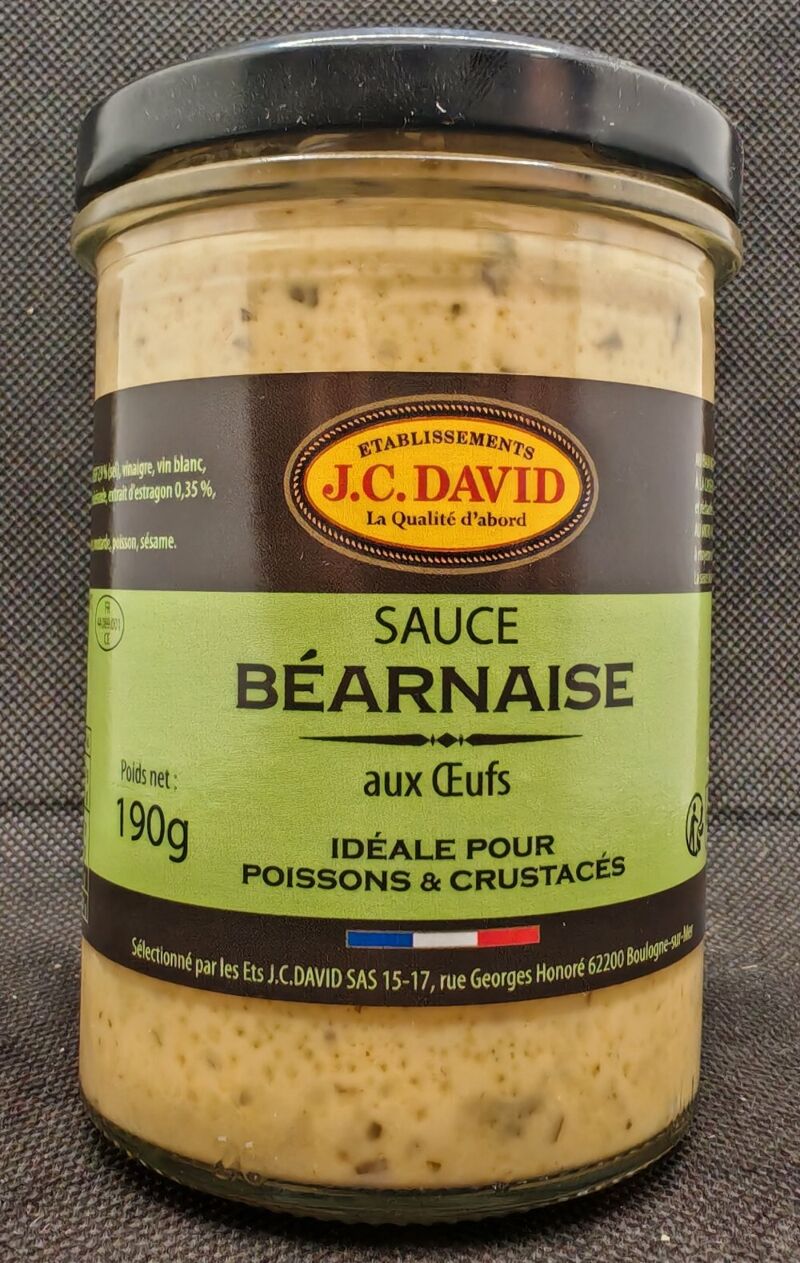 ETABLISSEMENTS
J.C. DAVID
La Qualité d'abord
vinaigre, vin blanc,
extrait d'estragon 0,35 %,
poisson, sésame.
FR
CE
SAUCE
BÉARNAISE
aux Œufs
Poids net :
190g
IDÉALE POUR
POISSONS & CRUSTACÉS
Sélectionné par les Ets J.C.DAVID SAS 15-17, rue Georges Honoré 62200 Boulogne-sur-Mer